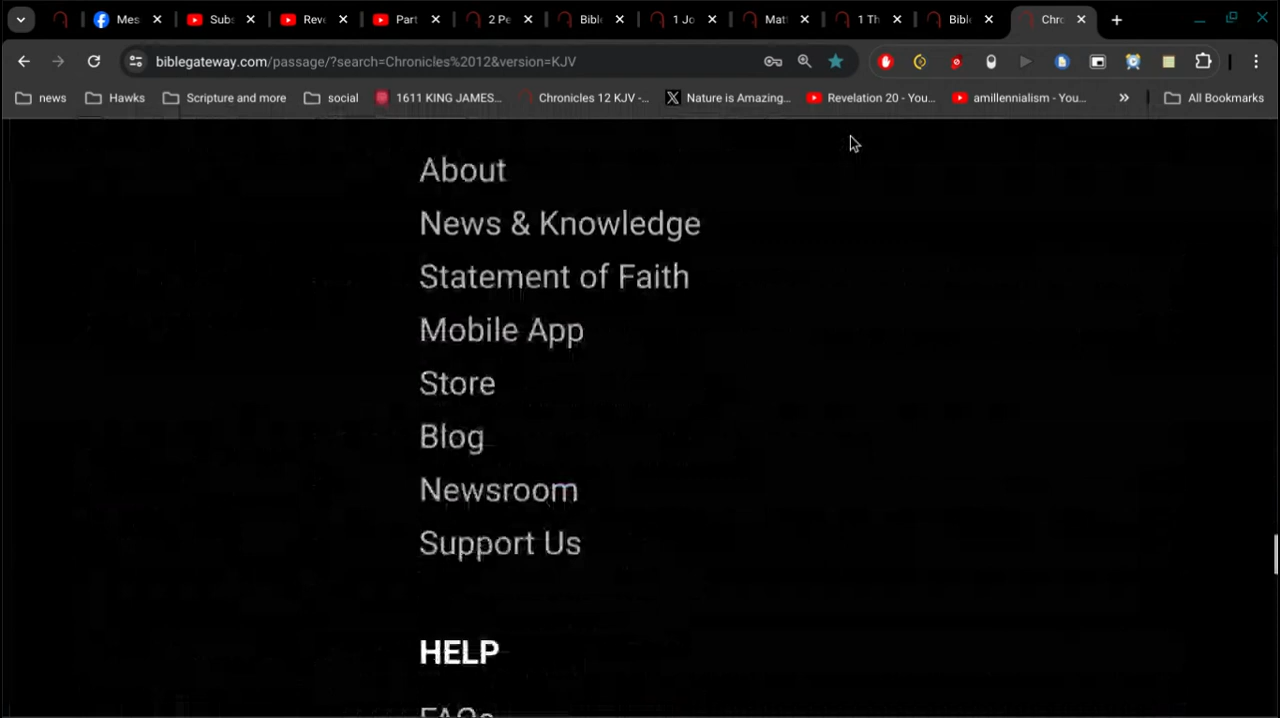 Mes
Subs
Reve
Part
2 Pe
Bible
1 Jo
Matt
1 Th
Bible
Chro
biblegateway.com/passage/?search=Chronicles%2012&version=KJV
news
Hawks
Scripture and more
social
1611 KING JAMES...
Chronicles 12 KJV -...
Nature is Amazing...
Revelation 20 - You...
amillennialism - You...
»
All Bookmarks
About
News & Knowledge
Statement of Faith
Mobile App
Store
Blog
Newsroom
Support Us
HELP
FAQs